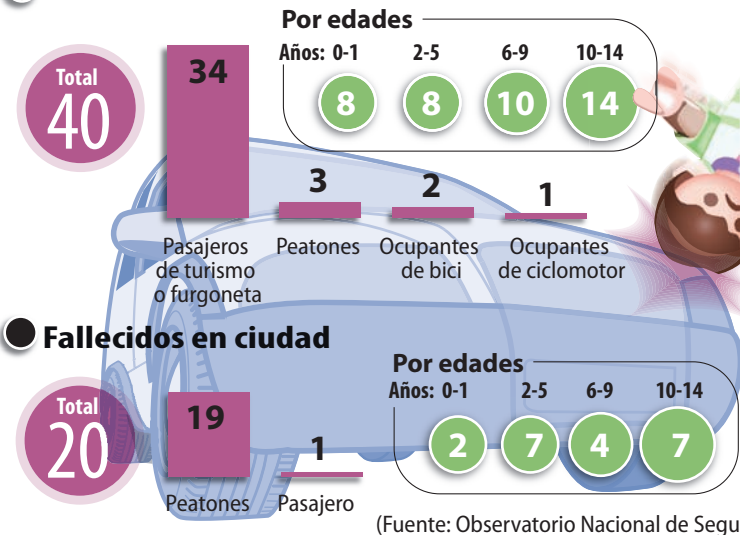 Por edades
Años: 0-1 2-5 6-9 10-14
8 8 10 14
Total
40
34
3
2
1
Pasajeros
de turismo
o furgoneta
Peatones
Ocupantes
de bici
Ocupantes
de ciclomotor
Fallecidos en ciudad
Total
20
19
1
Peatones
Pasajero
Por edades
Años: 0-1 2-5 6-9 10-14
2 7 4 7
(Fuente: Observatorio Nacional de Segu